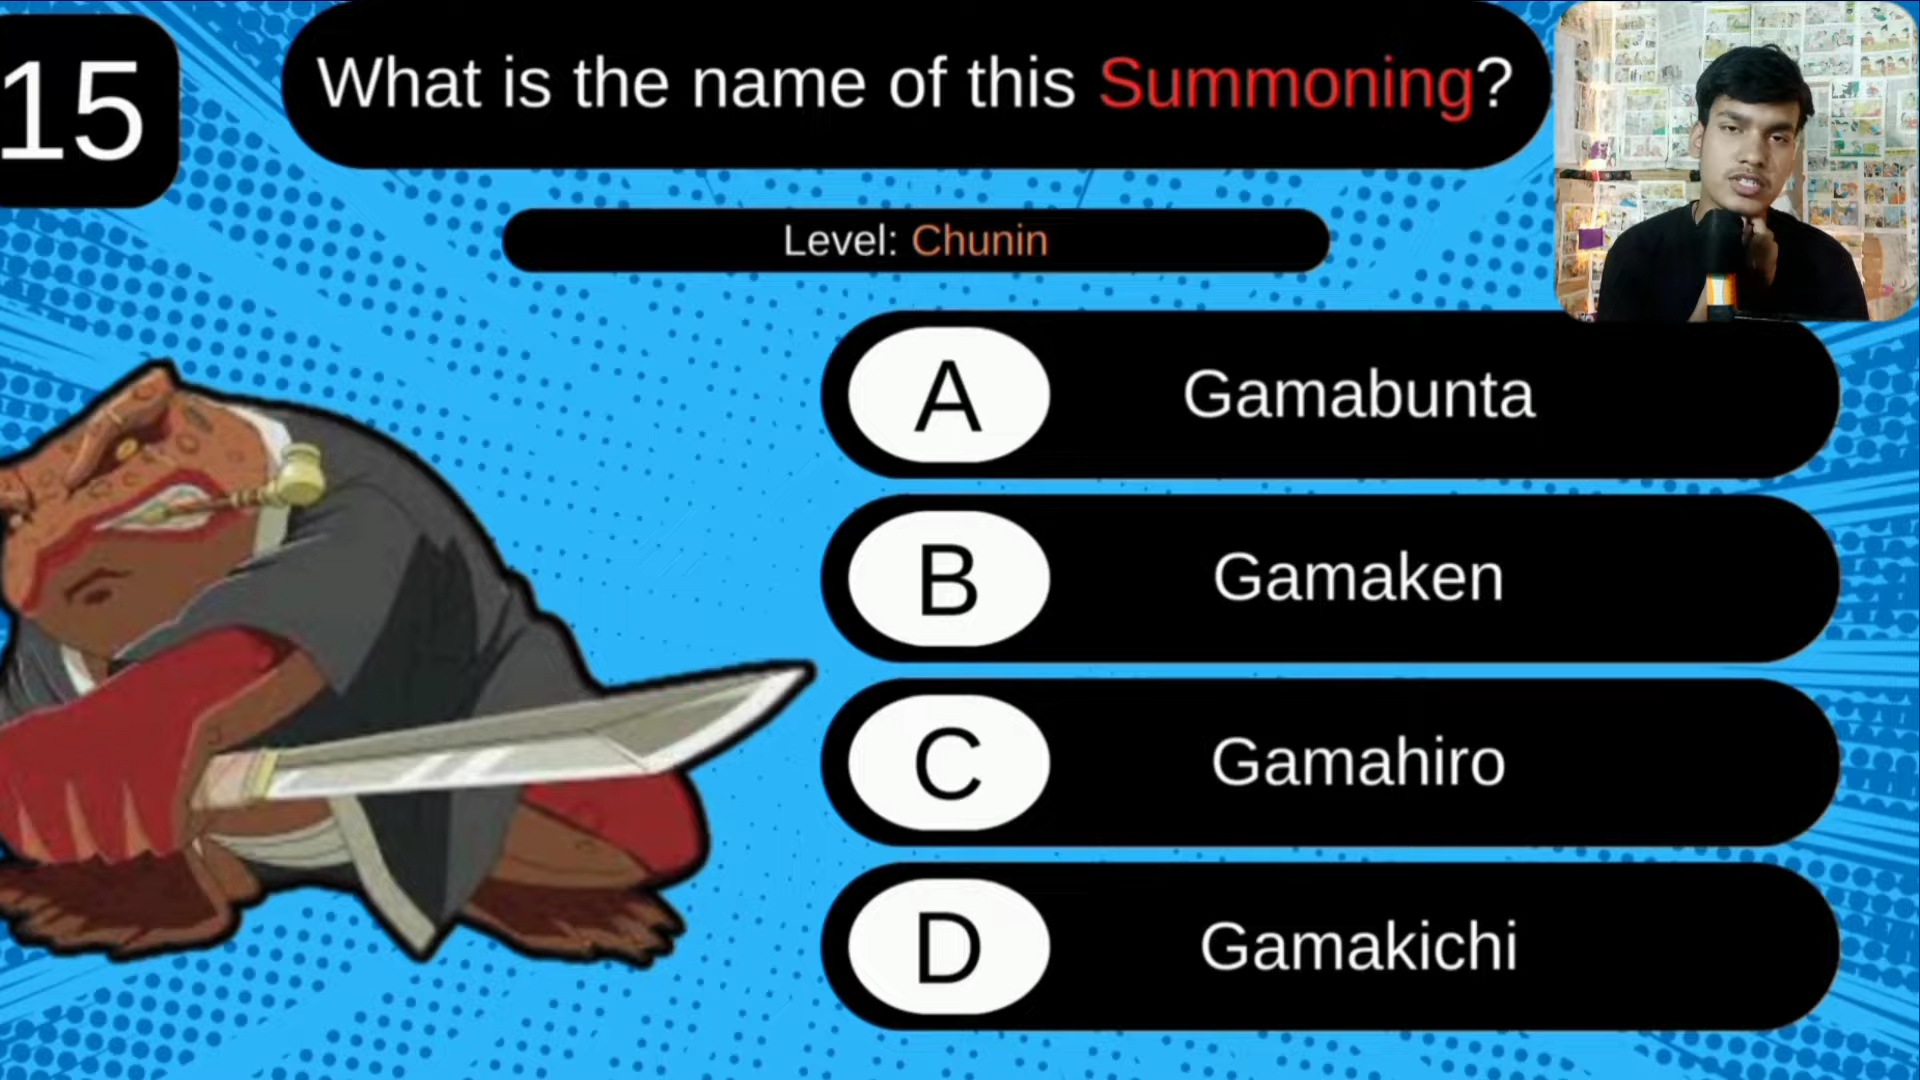 15
What is the name of this Summoning?
Level: Chunin
A Gamabunta
B Gamaken
C Gamahiro
D Gamakichi